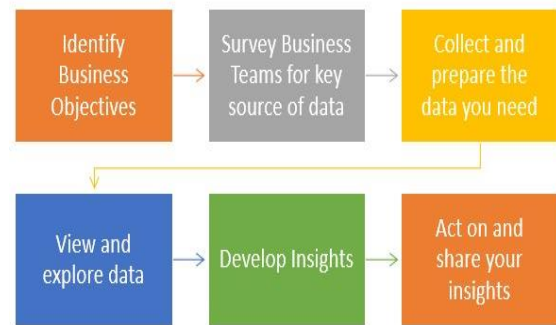 Identify
Business
Objectives
Survey Business
Teams for key
source of data
Collect and
prepare the
data you need
View and
explore data
Develop Insights
Act on and
share your
insights